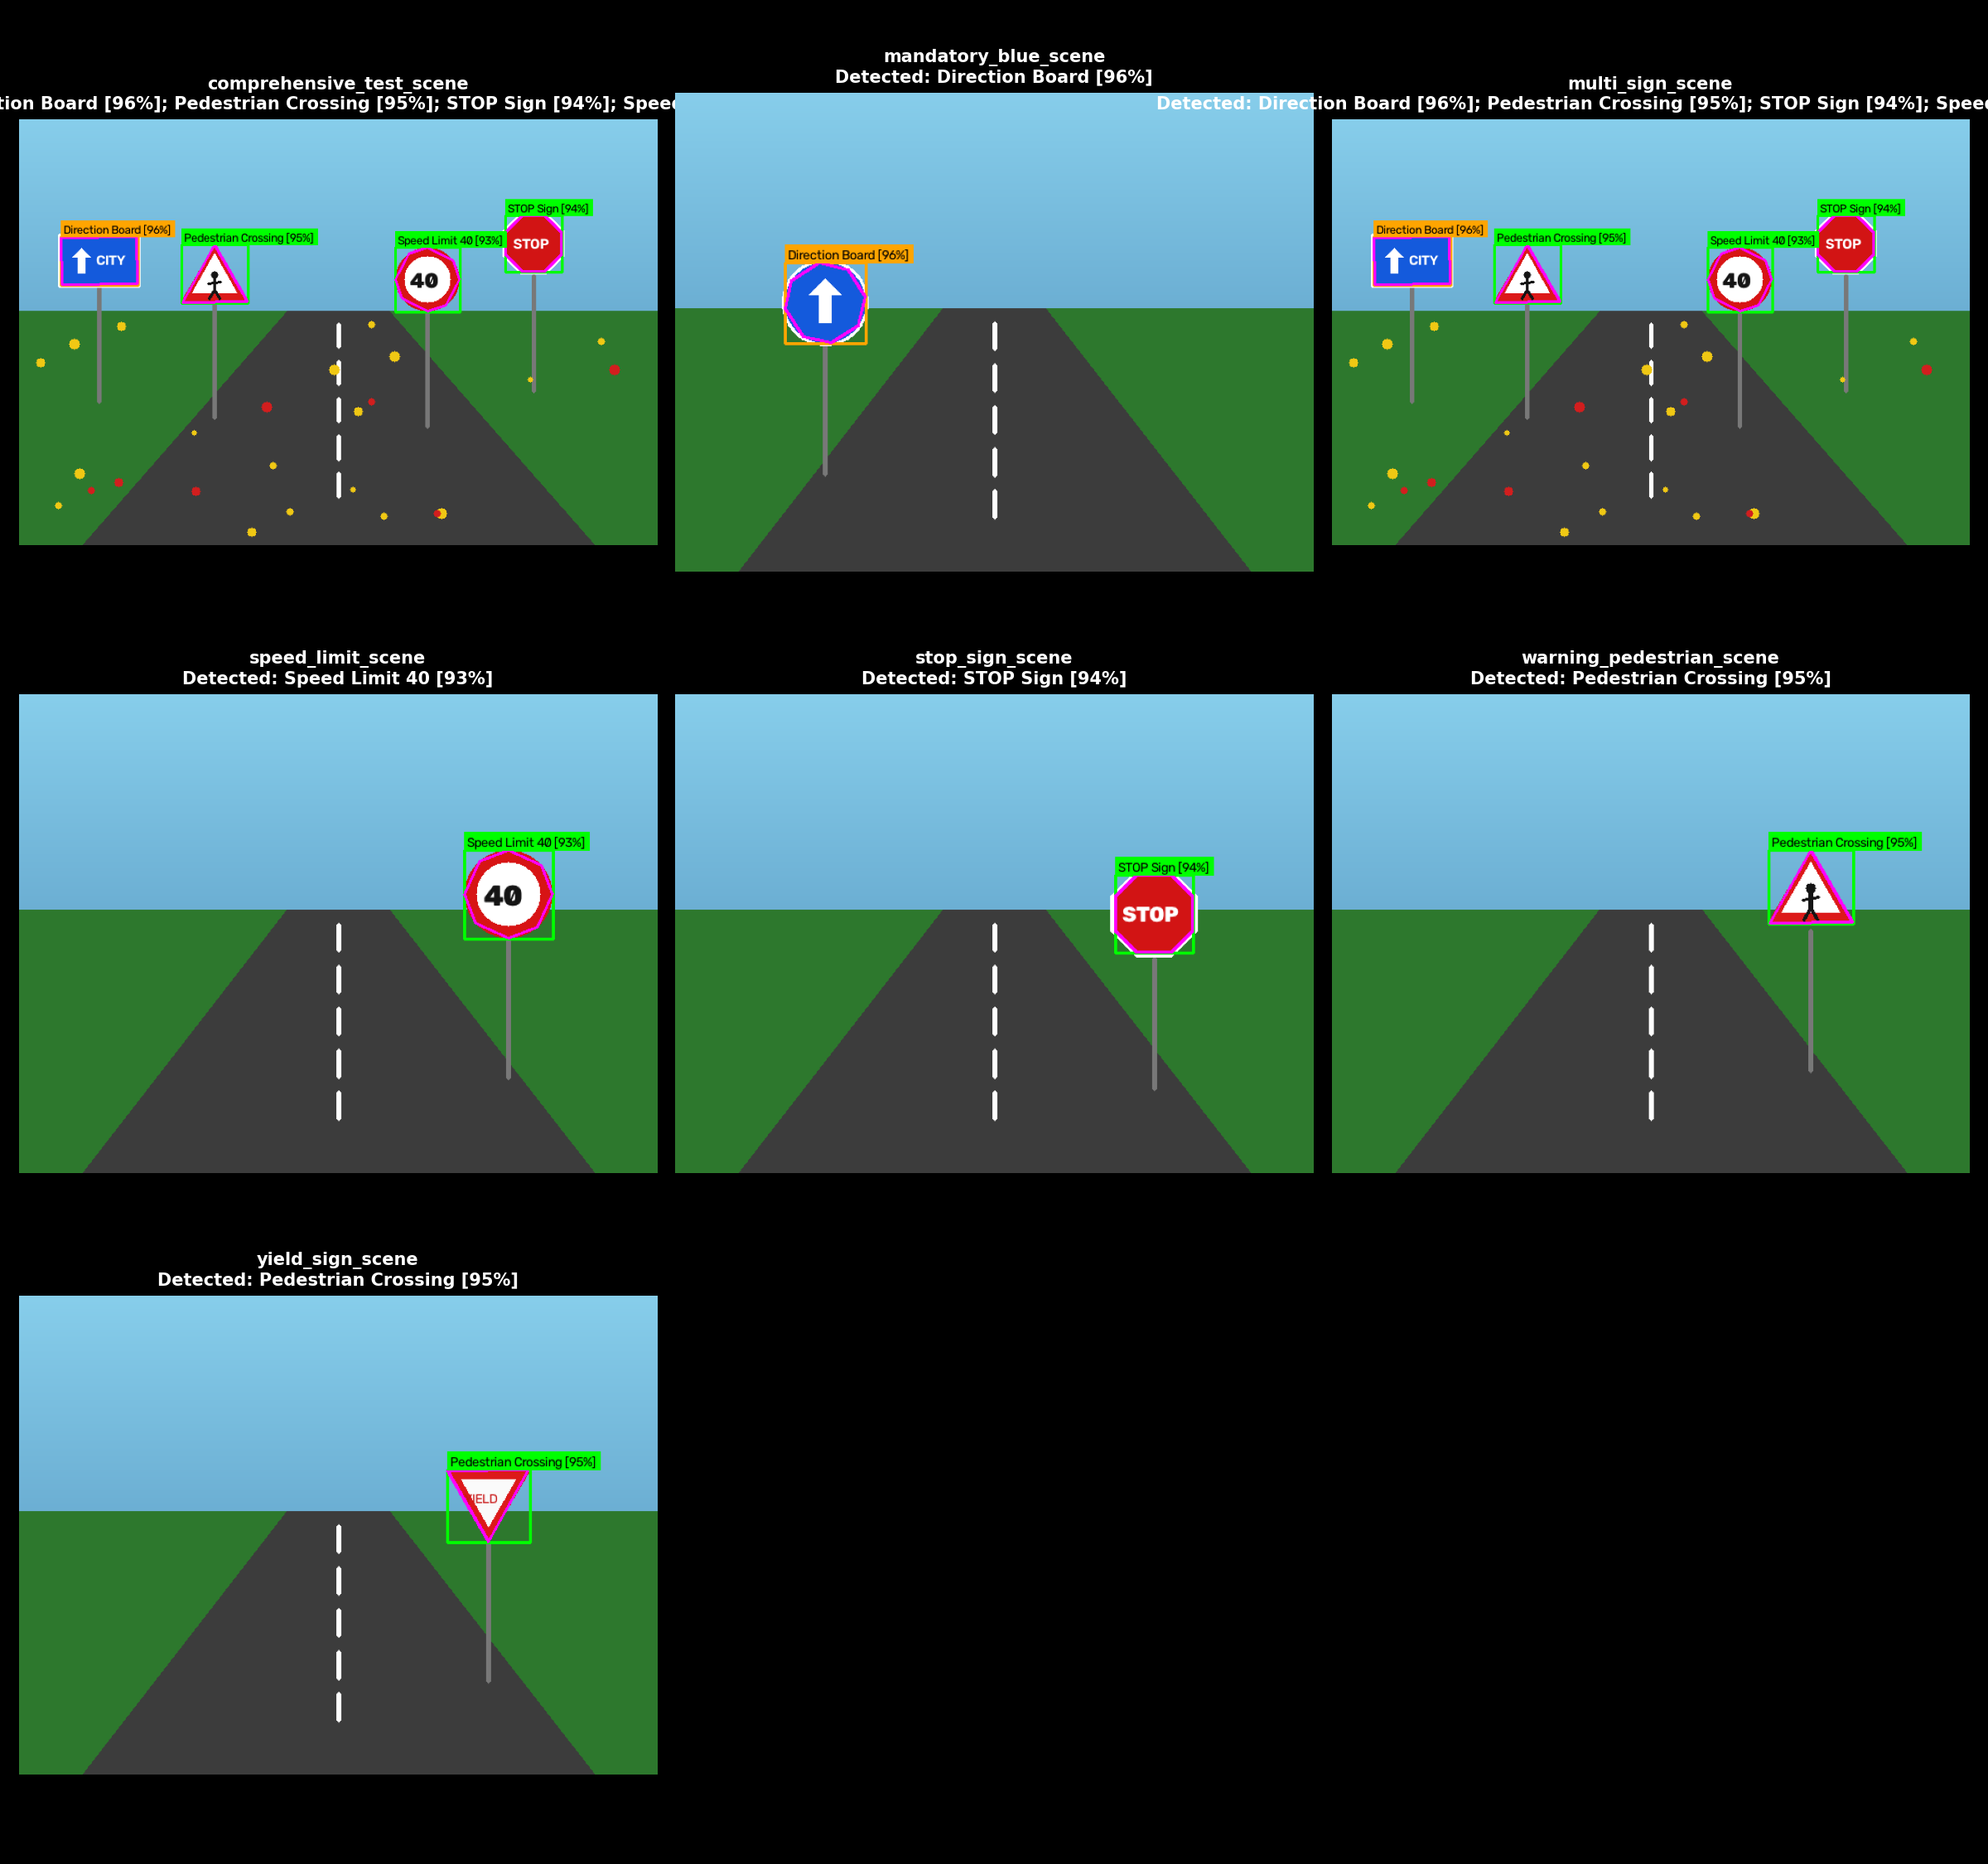 comprehensive_test_scene
tion Board [96%]; Pedestrian Crossing [95%]; STOP Sign [94%]; Speed
Direction Board [96%]
Pedestrian Crossing [95%]
Speed Limit 40 [93%]
STOP Sign [94%]
CITY
40
STOP
mandatory_blue_scene
Detected: Direction Board [96%]
Direction Board [96%]
multi_sign_scene
Detected: Direction Board [96%]; Pedestrian Crossing [95%]; STOP Sign [94%]; Speed
Direction Board [96%]
Pedestrian Crossing [95%]
Speed Limit 40 [93%]
STOP Sign [94%]
CITY
40
STOP
speed_limit_scene
Detected: Speed Limit 40 [93%]
Speed Limit 40 [93%]
40
stop_sign_scene
Detected: STOP Sign [94%]
STOP Sign [94%]
STOP
warning_pedestrian_scene
Detected: Pedestrian Crossing [95%]
Pedestrian Crossing [95%]
yield_sign_scene
Detected: Pedestrian Crossing [95%]
Pedestrian Crossing [95%]
YIELD